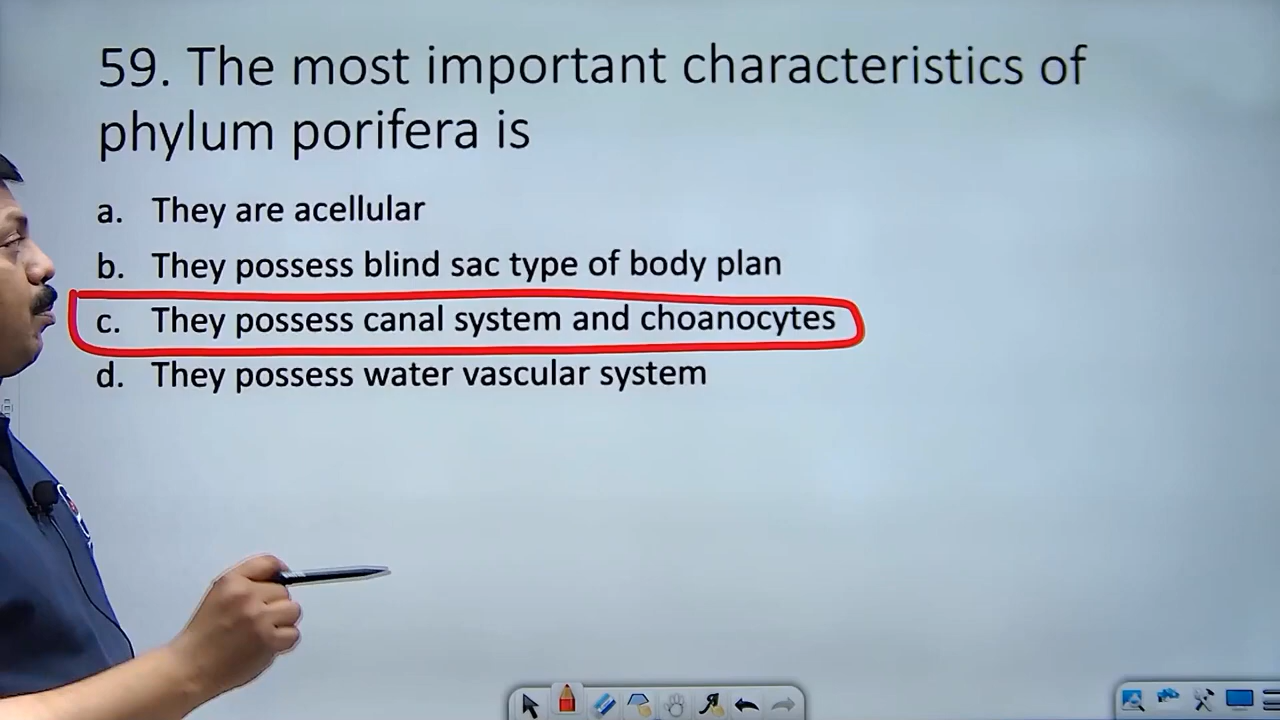 59. The most important characteristics of
phylum porifera is
a. They are acellular
b. They possess blind sac type of body plan
c. They possess canal system and choanocytes
d. They possess water vascular system